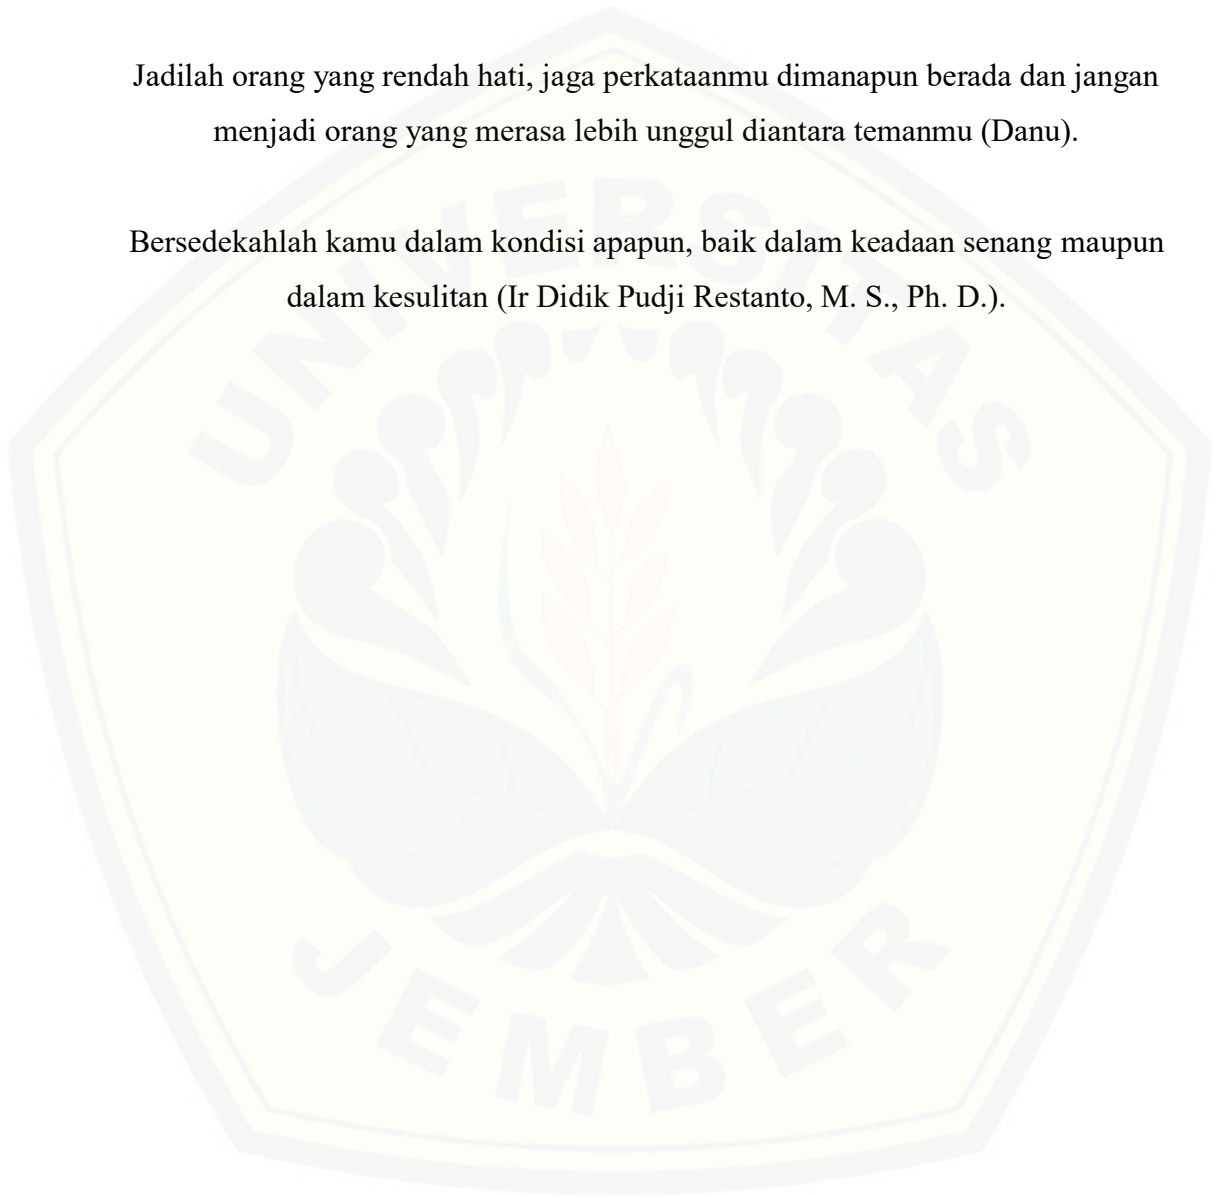 Jadilah orang yang rendah hati, jaga perkataanmu dimanapun berada dan jangan
menjadi orang yang merasa lebih unggul diantara temanmu (Danu).
Bersedekahlah kamu dalam kondisi apapun, baik dalam keadaan senang maupun
dalam kesulitan (Ir Didik Pudji Restanto, M. S., Ph. D.).
UNIVERSITAS
JEMBER